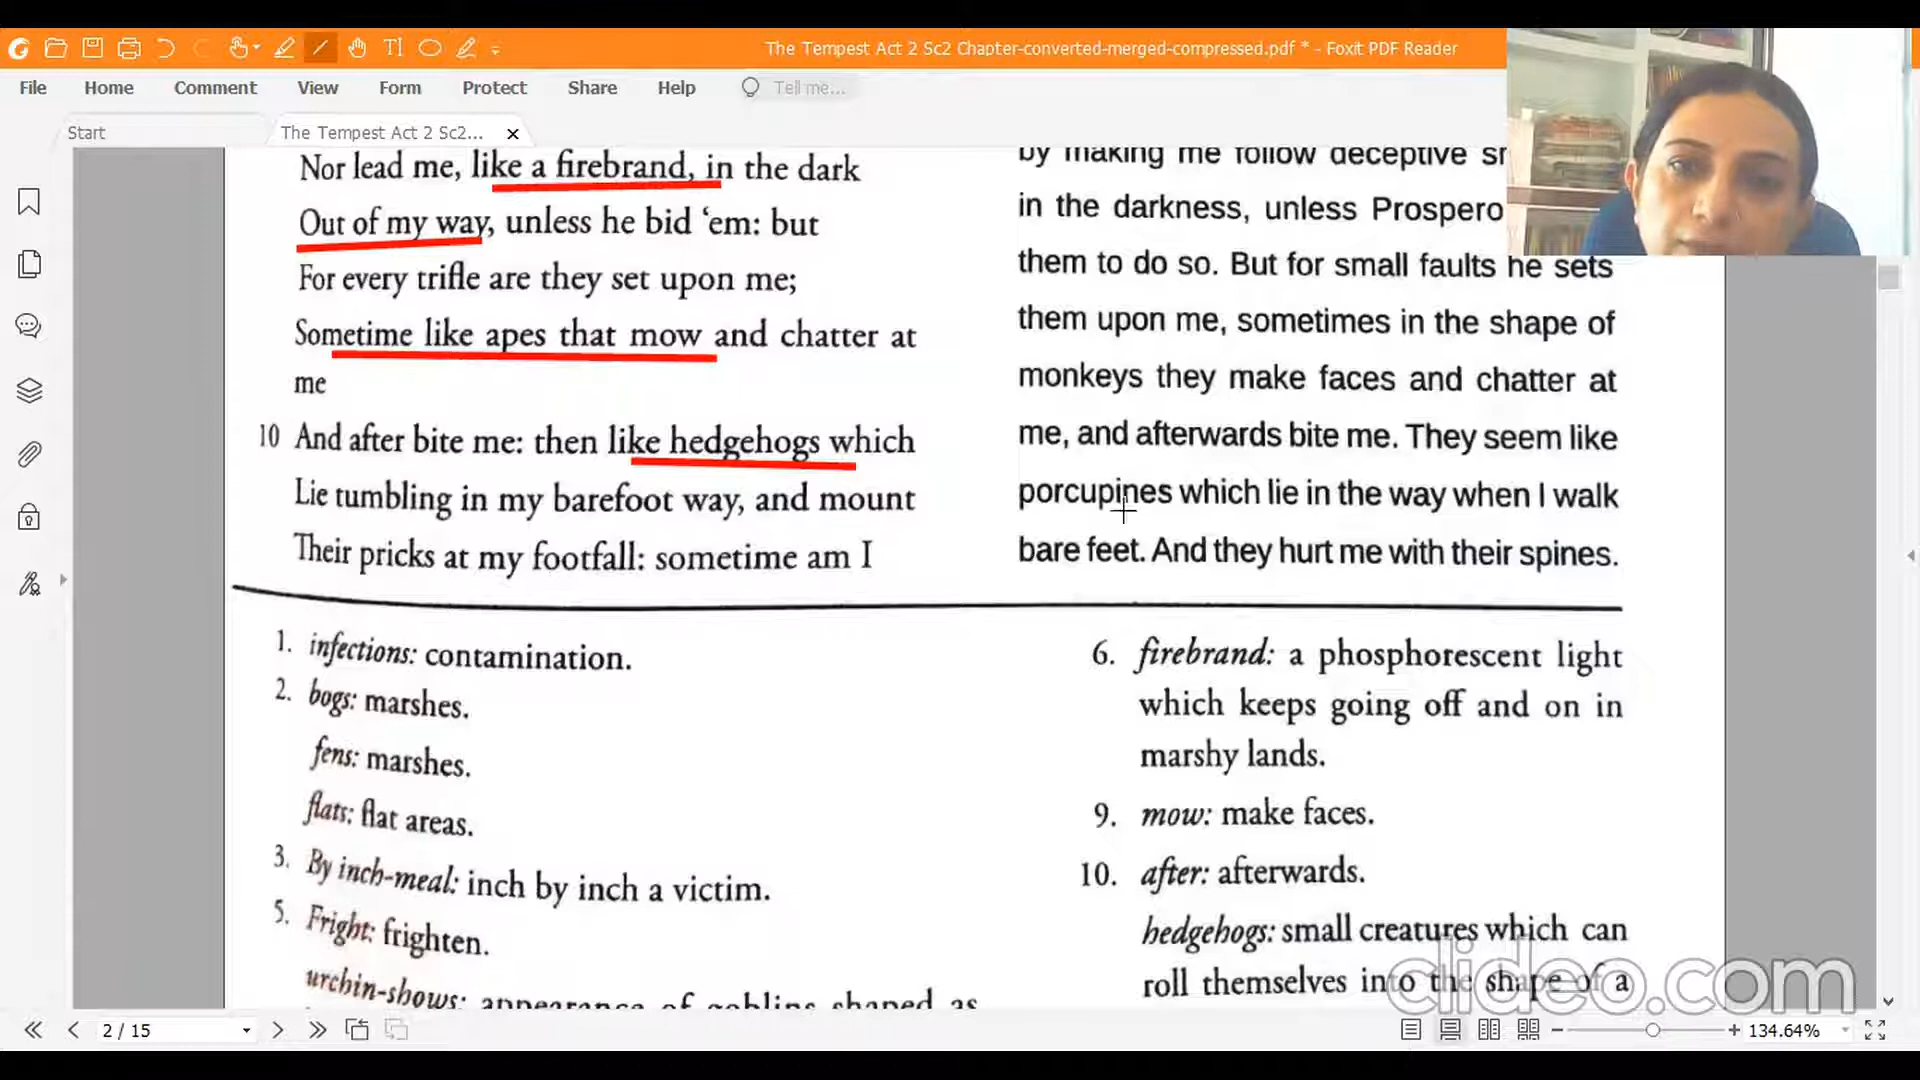 The Tempest Act 2 Sc2 Chapter-converted-merged-compressed.pdf * - Foxit PDF Reader
File Home Comment View Form Protect Share Help Tell me...
Start
The Tempest Act 2 Sc2...
Nor lead me, like a firebrand, in the dark
Out of my way, unless he bid ‘em: but
For every trifle are they set upon me;
Sometime like apes that mow and chatter at
me
10 And after bite me: then like hedgehogs which
Lie tumbling in my barefoot way, and mount
Their pricks at my footfall: sometime am I
by making me follow deceptive
in the darkness, unless Prospero
them to do so. But for small faults he sets
them upon me, sometimes in the shape of
monkeys they make faces and chatter at
me, and afterwards bite me. They seem like
porcupines which lie in the way when I walk
bare feet. And they hurt me with their spines.
1. infections: contamination.
2. bogs: marshes.
fens: marshes.
flats: flat areas.
3. By inch-meal: inch by inch a victim.
5. Fright: frighten.
urchin-shows: appearance of goblins shaped as
6. firebrand: a phosphorescent light
which keeps going off and on in
marshy lands.
9. mow: make faces.
10. after: afterwards.
hedgehogs: small creatures which can
roll themselves into the shape of a
clideo.com
2 / 15
134.64%